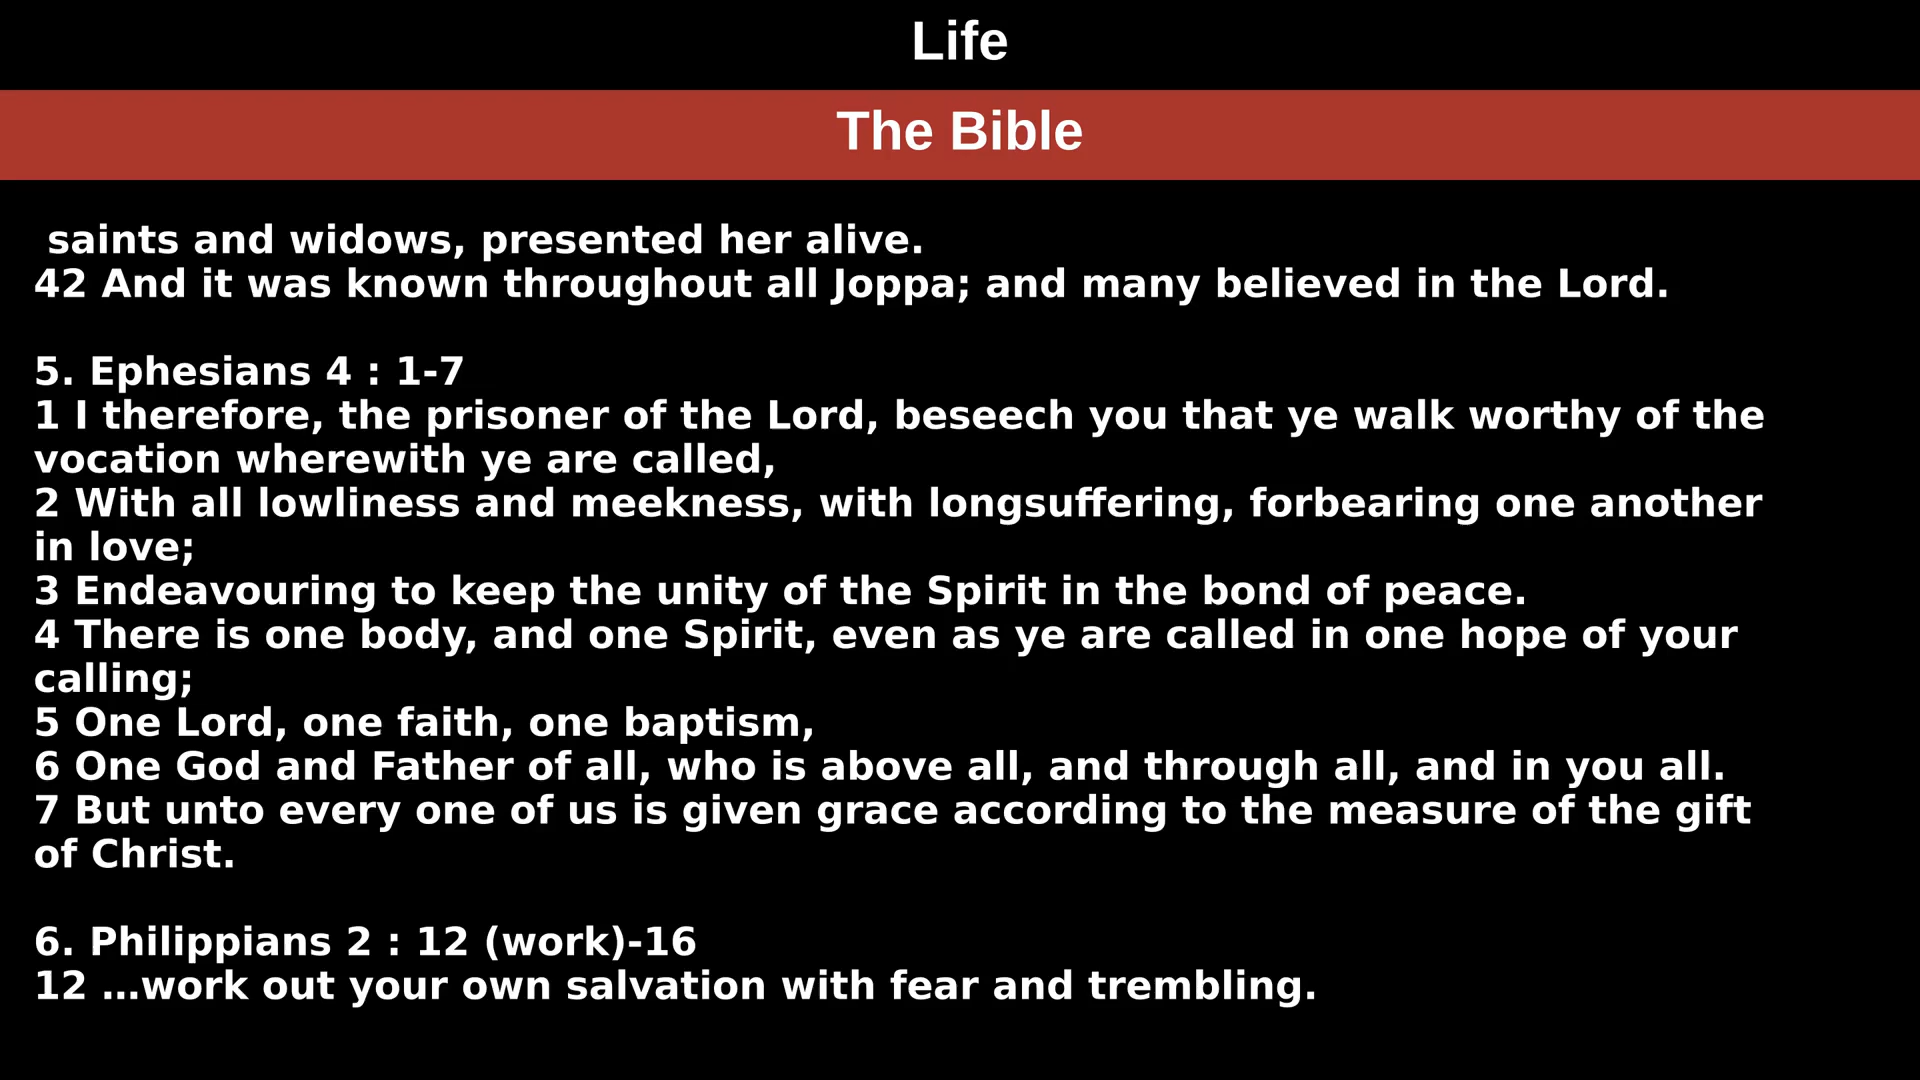 Life
The Bible
saints and widows, presented her alive.
42 And it was known throughout all Joppa; and many believed in the Lord.
5. Ephesians 4 : 1-7
1 I therefore, the prisoner of the Lord, beseech you that ye walk worthy of the
vocation wherewith ye are called,
2 With all lowliness and meekness, with longsuffering, forbearing one another
in love;
3 Endeavouring to keep the unity of the Spirit in the bond of peace.
4 There is one body, and one Spirit, even as ye are called in one hope of your
calling;
5 One Lord, one faith, one baptism,
6 One God and Father of all, who is above all, and through all, and in you all.
7 But unto every one of us is given grace according to the measure of the gift
of Christ.
6. Philippians 2 : 12 (work)-16
12 …work out your own salvation with fear and trembling.